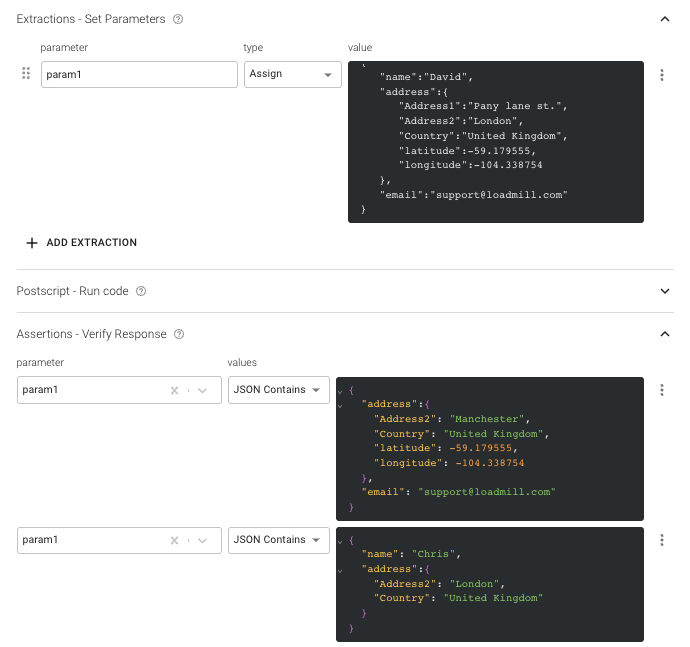 Extractions - Set Parameters
parameter type value
param1 Assign
{
"name":"David",
"address":{
"Address1":"Pany lane st.",
"Address2":"London",
"Country":"United Kingdom",
"latitude":-59.179555,
"longitude":-104.338754
},
"email":"support@loadmill.com"
}
+ ADD EXTRACTION
Postscript - Run code
Assertions - Verify Response
parameter values
param1 JSON Contains
{
"address":{
"Address2": "Manchester",
"Country": "United Kingdom",
"latitude": -59.179555,
"longitude": -104.338754
},
"email": "support@loadmill.com"
}
param1 JSON Contains
{
"name": "Chris",
"address":{
"Address2": "London",
"Country": "United Kingdom"
}
}